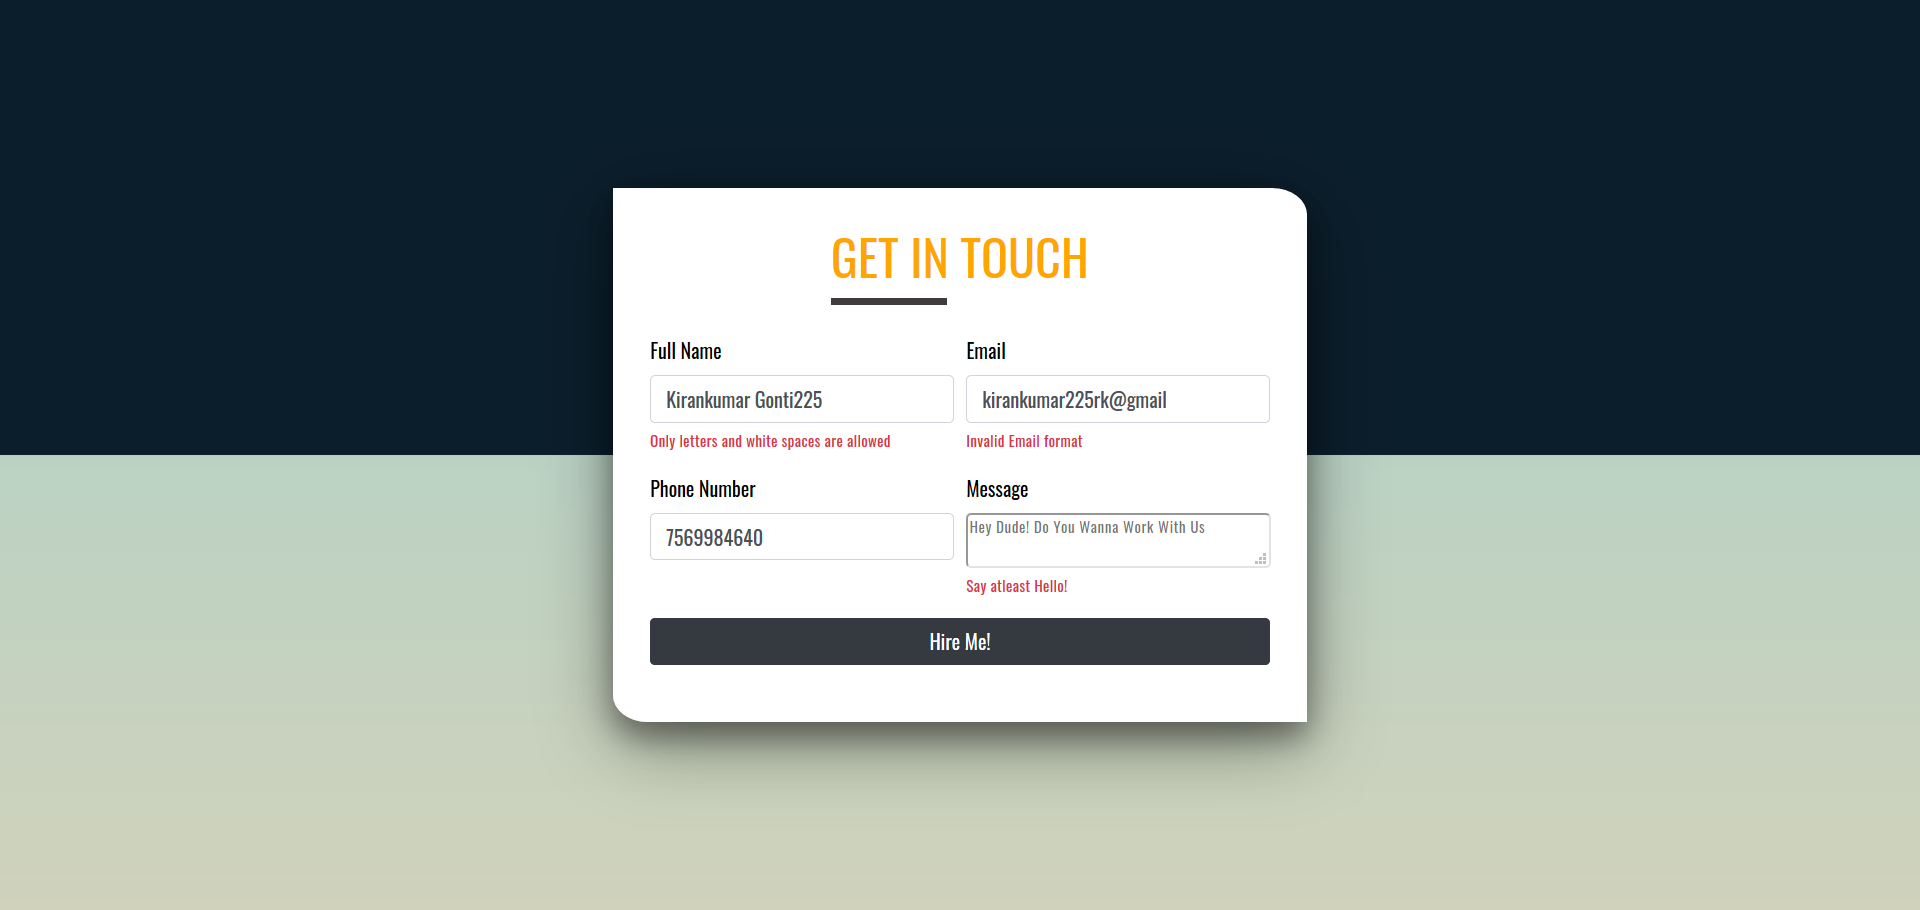 GET IN TOUCH
Full Name
Email
Kirankumar Gonti225
kirankumar225rk@gmail
Only letters and white spaces are allowed
Invalid Email format
Phone Number
Message
7569984640
Hey Dude! Do You Wanna Work With Us
Say atleast Hello!
Hire Me!